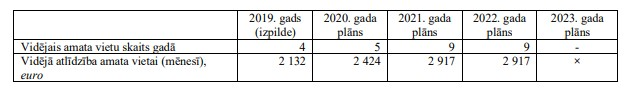 2019. gads (izpilde) 2020. gada plāns 2021. gada plāns 2022. gada plāns 2023. gada plāns
Vidējais amata vietu skaits gadā 4 5 9 9 -
Vidējā atlīdzība amata vietai (mēnesī), euro 2 132 2 424 2 917 2 917 ×